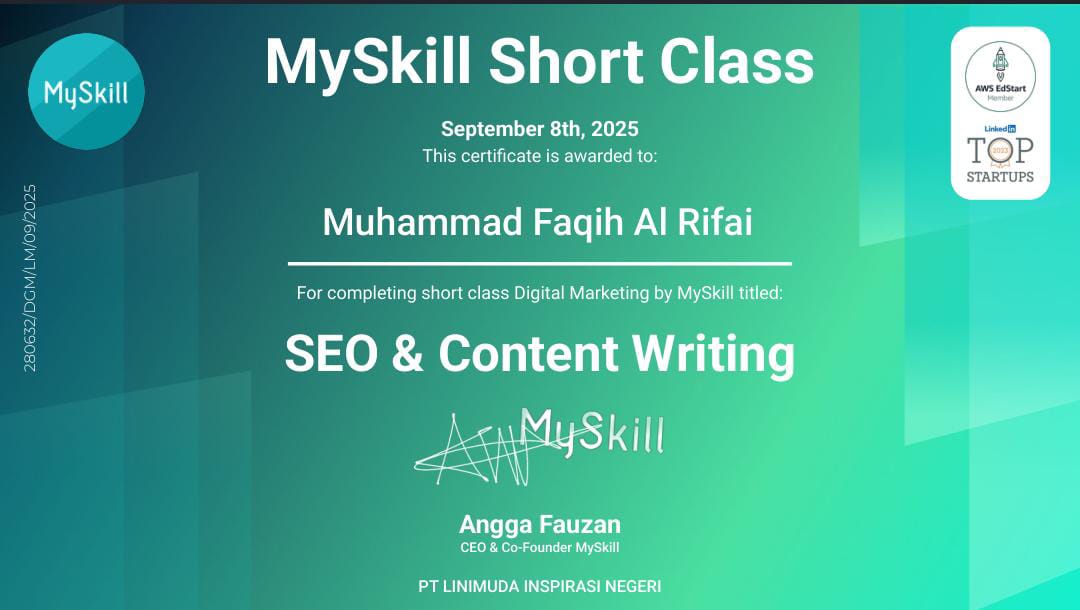 MySkill
MySkill Short Class
AWS EdStart
Member
LinkedIn
2023
TOP
STARTUPS
September 8th, 2025
This certificate is awarded to:
280632/DGM/LM/09/2025
Muhammad Faqih Al Rifai
For completing short class Digital Marketing by MySkill titled:
SEO & Content Writing
MySkill
Angga Fauzan
CEO & Co-Founder MySkill
PT LINIMUDA INSPIRASI NEGERI